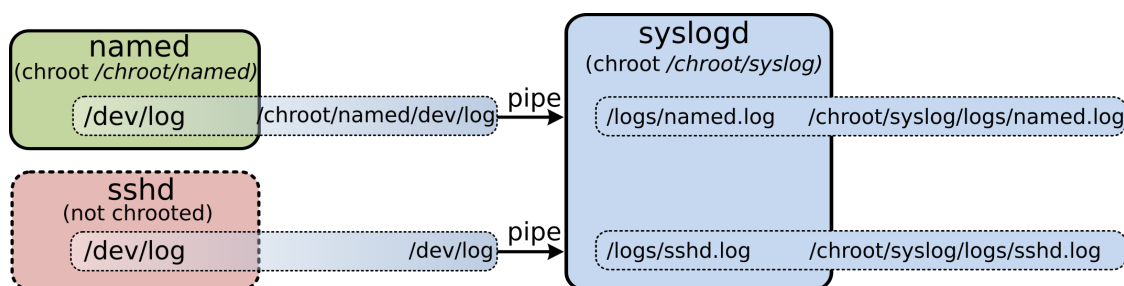 named
(chroot /chroot/named)
/dev/log /chroot/named/dev/log
pipe
syslogd
(chroot /chroot/syslog)
/logs/named.log /chroot/syslog/logs/named.log
sshd
(not chrooted)
/dev/log /dev/log
pipe
/logs/sshd.log /chroot/syslog/logs/sshd.log